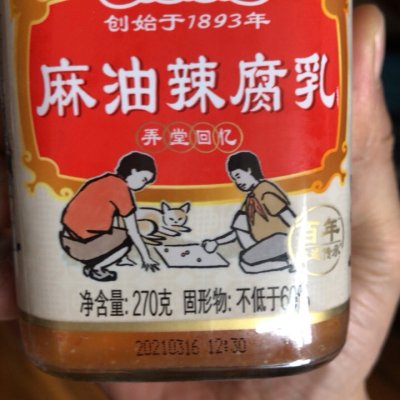 创始于1893年
麻油辣腐乳
弄堂回忆
百年
净含量: 270克 固形物: 不低于60%
20210316 12:30